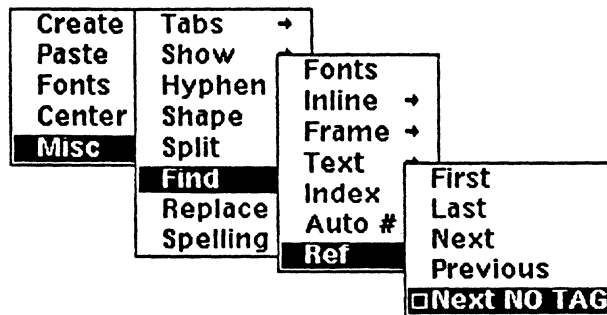 Create
Paste
Fonts
Center
Misc
Tabs →
Show
Hyphen
Shape
Split
Find
Replace
Spelling
Fonts
Inline →
Frame →
Text
Index
Auto #
Ref
First
Last
Next
Previous
□Next NO TAG